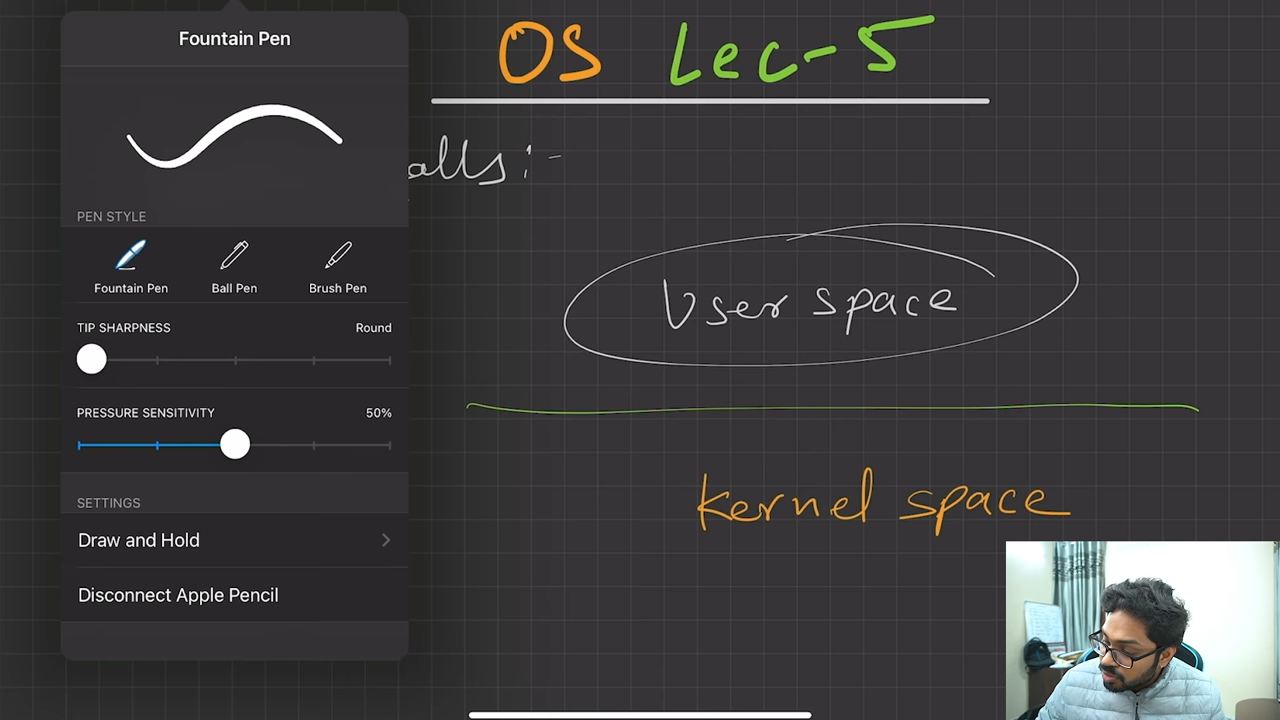 Fountain Pen
PEN STYLE
Fountain Pen Ball Pen Brush Pen
TIP SHARPNESS Round
PRESSURE SENSITIVITY 50%
SETTINGS
Draw and Hold
Disconnect Apple Pencil
OS Lec-5
alls:-
User space
kernel space